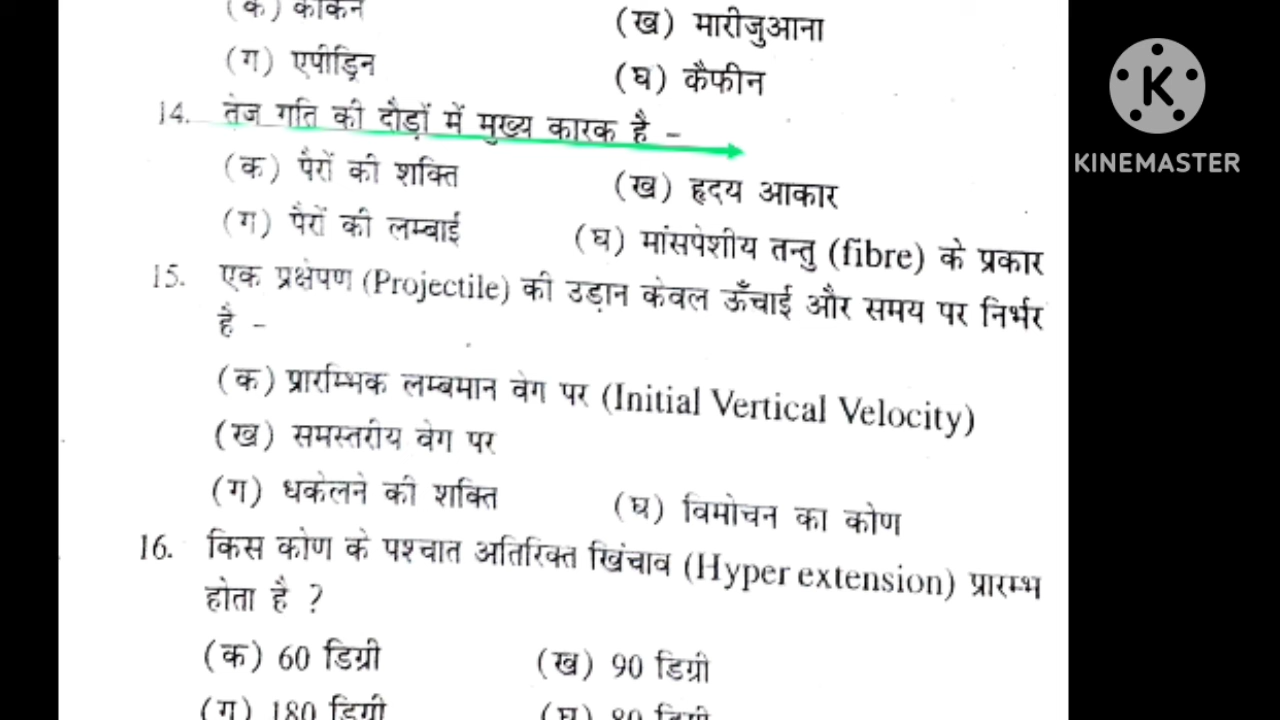 (क) कोकेन
(ख) मारीजुआना
(ग) एपीड्रिन
(घ) कैफीन
14. तेज गति की दौड़ों में मुख्य कारक है -
(क) पैरों की शक्ति
(ख) हृदय आकार
(ग) पैरों की लम्बाई
(घ) मांसपेशीय तन्तु (fibre) के प्रकार
15. एक प्रक्षेपण (Projectile) की उड़ान केवल ऊँचाई और समय पर निर्भर
है -
(क) प्रारम्भिक लम्बमान वेग पर (Initial Vertical Velocity)
(ख) समस्तरीय वेग पर
(ग) धकेलने की शक्ति
(घ) विमोचन का कोण
16. किस कोण के पश्चात अतिरिक्त खिंचाव (Hyper extension) प्रारम्भ
होता है ?
(क) 60 डिग्री
(ख) 90 डिग्री
(ग) 180 डिग्री
(घ) 80 डिग्री
K
KINEMASTER